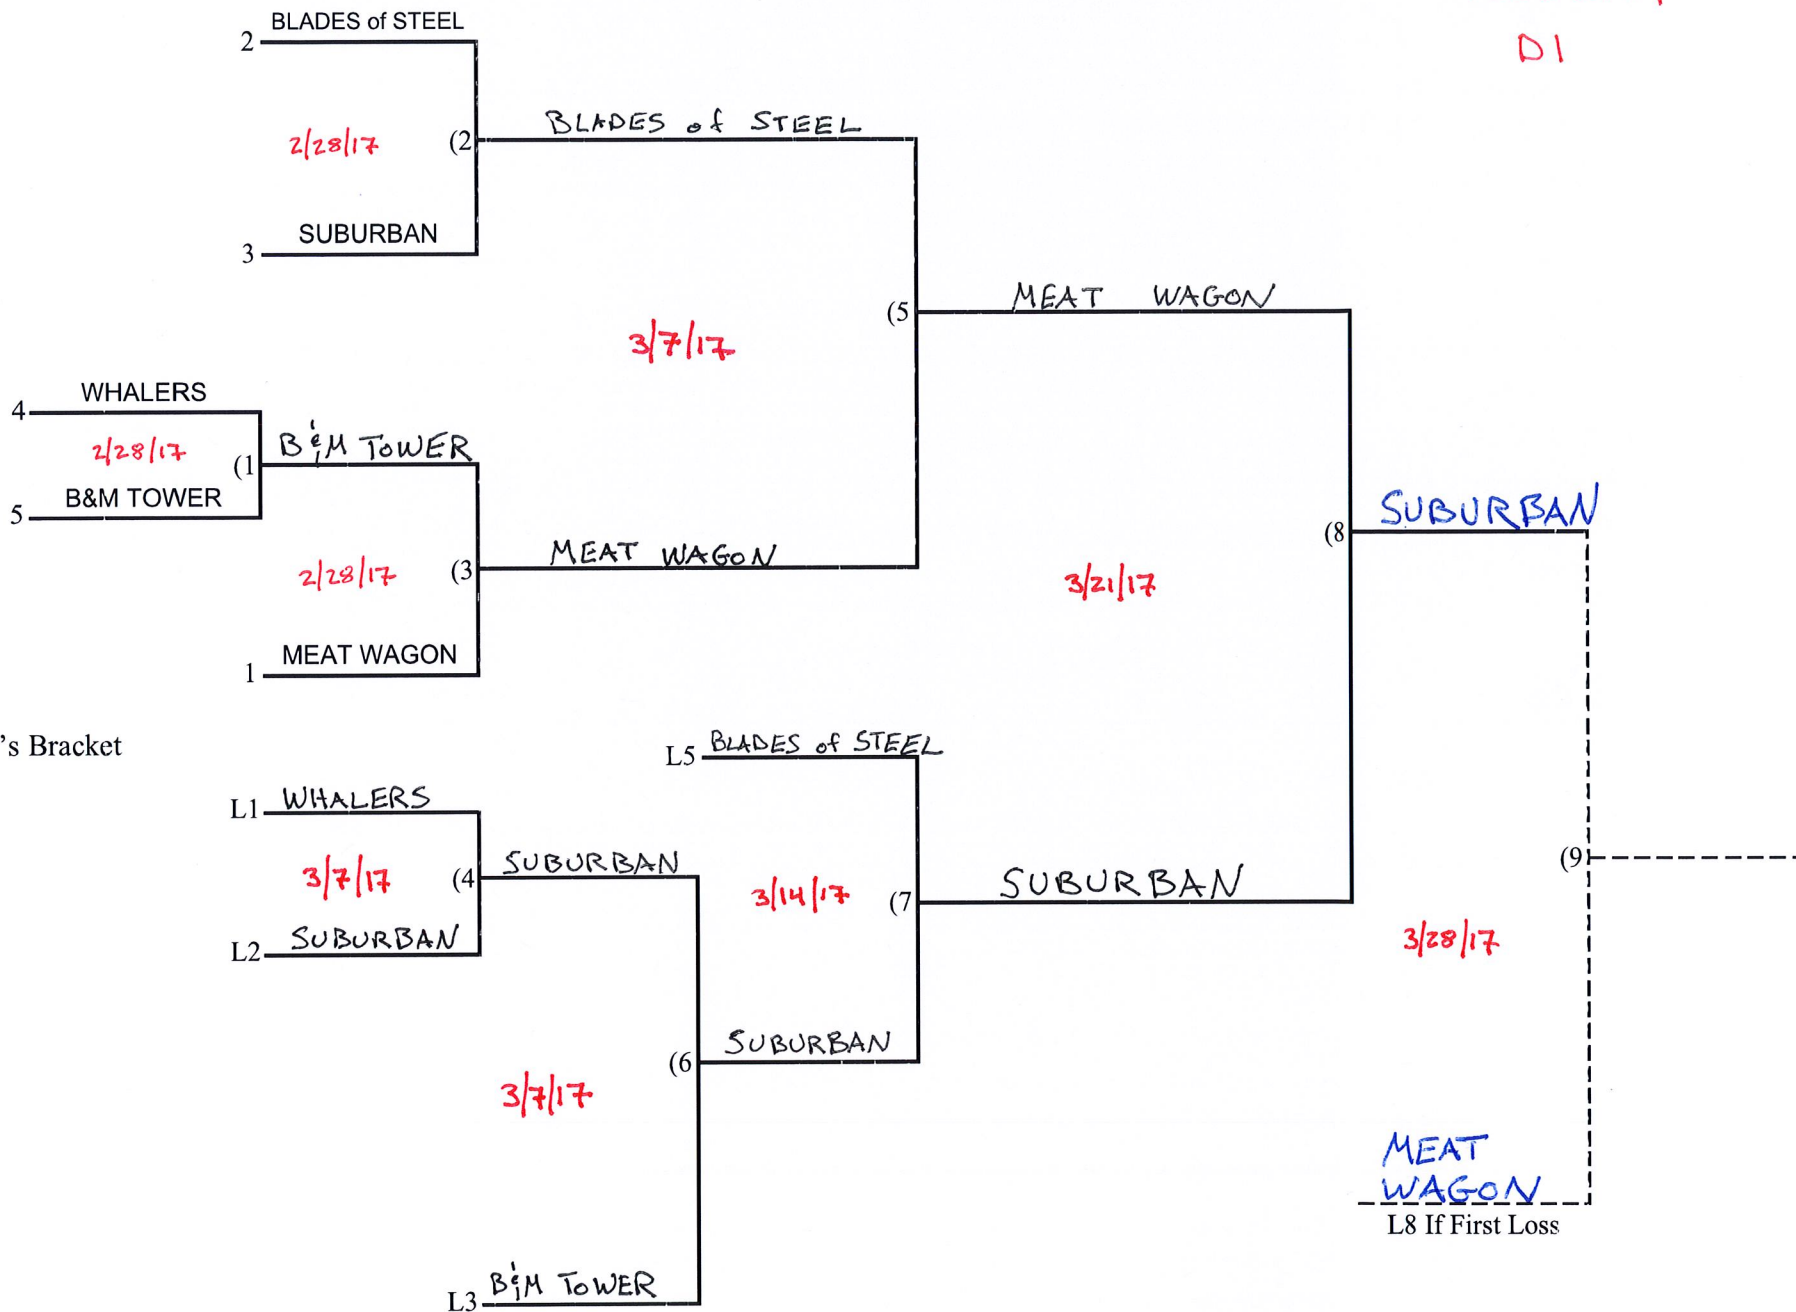 D1
BLADES of STEEL
2
2/28/17
(2
BLADES of STEEL
SUBURBAN
3
3/7/17
(5
MEAT WAGON
WHALERS
4
2/28/17
(1
B&M TOWER
B&M TOWER
5
2/28/17
(3
MEAT WAGON
MEAT WAGON
1
3/21/17
(8
SUBURBAN
's Bracket
L5 BLADES of STEEL
L1 WHALERS
3/7/17
(4
SUBURBAN
L2 SUBURBAN
3/14/17
(7
SUBURBAN
(9
3/28/17
(6
SUBURBAN
3/7/17
MEAT
WAGON
L8 If First Loss
L3 B&M TOWER